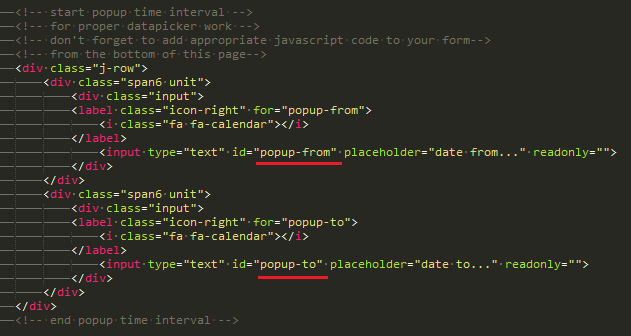 <!-- start popup time interval -->
<!-- for proper datapicker work -->
<!-- don't forget to add appropriate javascript code to your form-->
<!-- from the bottom of this page-->
<div class="j-row">
<div class="span6 unit">
<div class="input">
<label class="icon-right" for="popup-from">
<i class="fa fa-calendar"></i>
</label>
<input type="text" id="popup-from" placeholder="date from..." readonly="">
</div>
</div>
<div class="span6 unit">
<div class="input">
<label class="icon-right" for="popup-to">
<i class="fa fa-calendar"></i>
</label>
<input type="text" id="popup-to" placeholder="date to..." readonly="">
</div>
</div>
</div>
<!-- end popup time interval -->